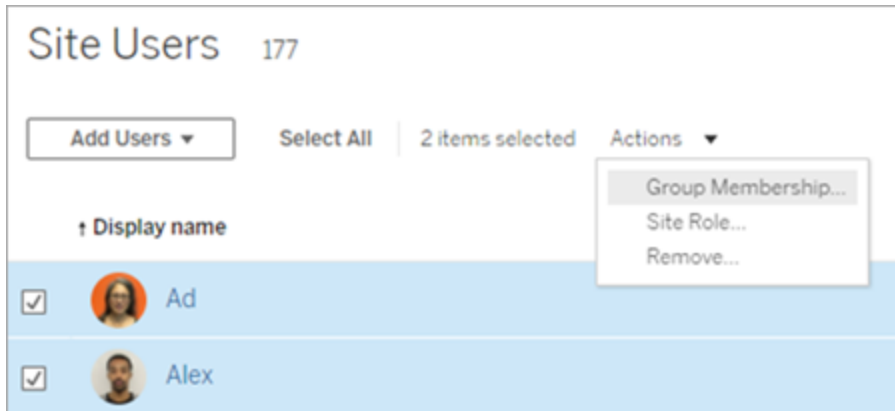 Site Users 177
Add Users ▾ Select All 2 items selected Actions ▼
Group Membership...
Site Role...
Remove...
↑ Display name
Ad
Alex